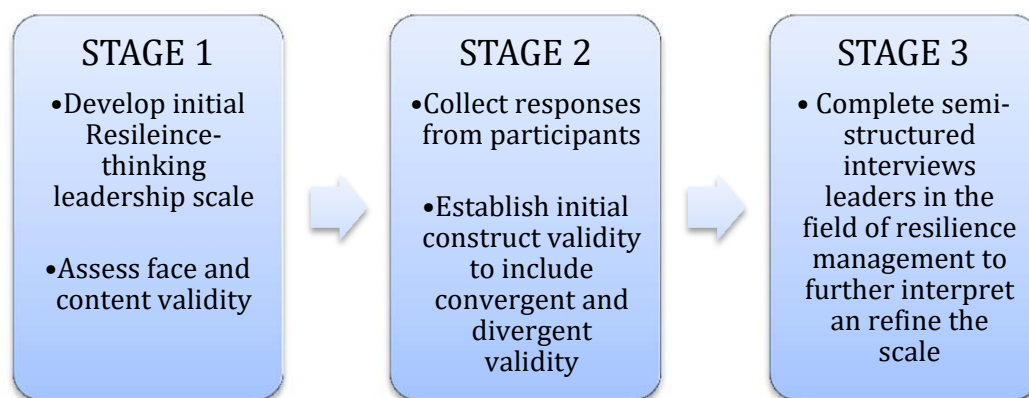 STAGE 1
•Develop initial
Resileince-
thinking
leadership scale
•Assess face and
content validity
STAGE 2
•Collect responses
from participants
•Establish initial
construct validity
to include
convergent and
divergent
validity
STAGE 3
• Complete semi-
structured
interviews
leaders in the
field of resilience
management to
further interpret
an refine the
scale